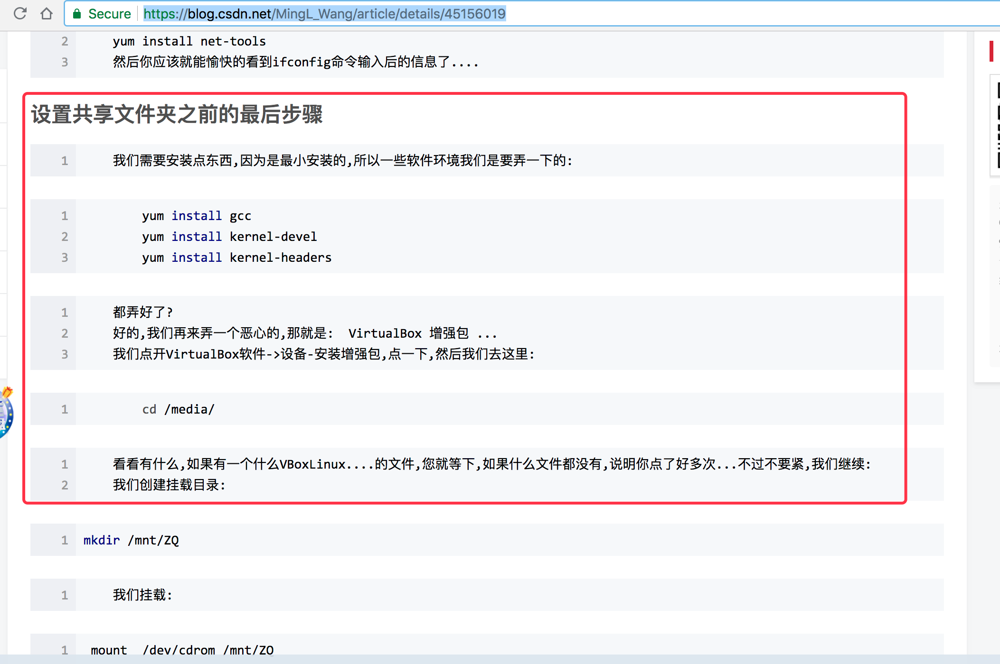 Secure https://blog.csdn.net/MingL_Wang/article/details/45156019
2 yum install net-tools
3 然后你应该就能愉快的看到ifconfig命令输入后的信息了....
设置共享文件夹之前的最后步骤
1 我们需要安装点东西,因为是最小安装的,所以一些软件环境我们是要弄一下的:
1 yum install gcc
2 yum install kernel-devel
3 yum install kernel-headers
1 都弄好了?
2 好的,我们再来弄一个恶心的,那就是: VirtualBox 增强包 ...
3 我们点开VirtualBox软件->设备-安装增强包,点一下,然后我们去这里:
1 cd /media/
1 看看有什么,如果有一个什么VBoxLinux....的文件,您就等下,如果什么文件都没有,说明你点了好多次...不过不要紧,我们继续:
2 我们创建挂载目录:
1 mkdir /mnt/ZQ
1 我们挂载:
1 mount /dev/cdrom /mnt/ZQ